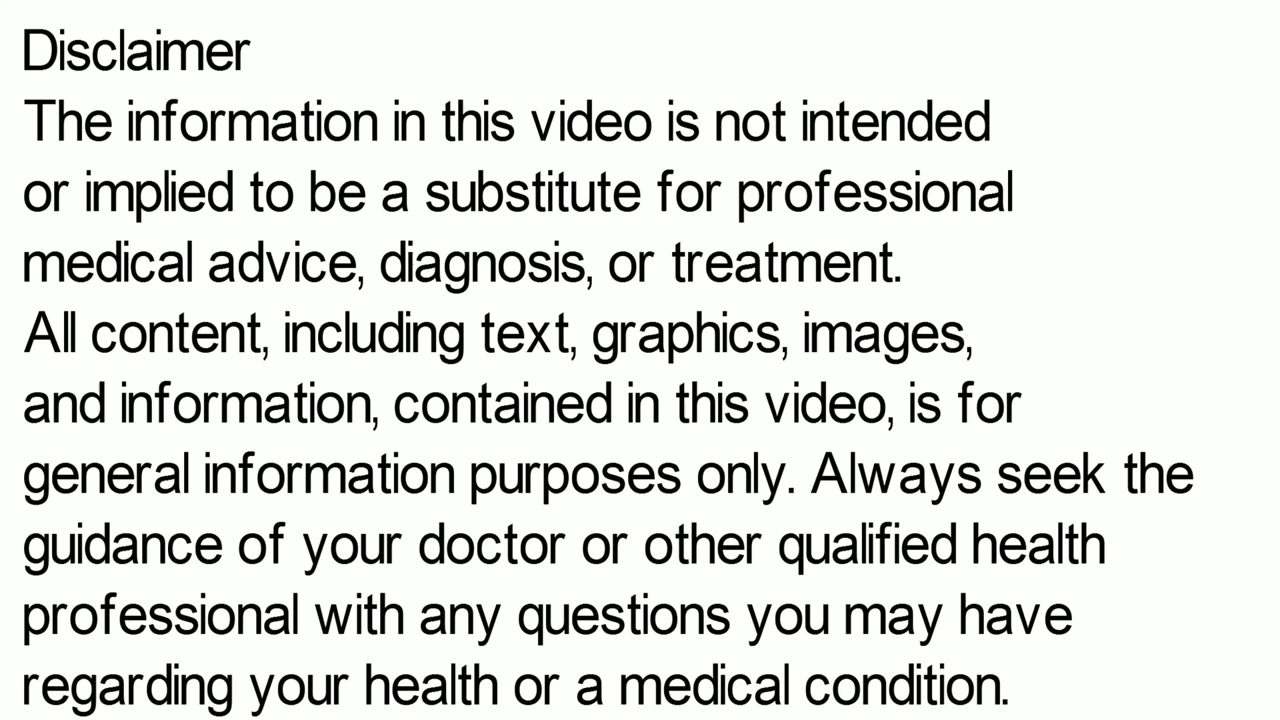 Disclaimer
The information in this video is not intended
or implied to be a substitute for professional
medical advice, diagnosis, or treatment.
All content, including text, graphics, images,
and information, contained in this video, is for
general information purposes only. Always seek the
guidance of your doctor or other qualified health
professional with any questions you may have
regarding your health or a medical condition.